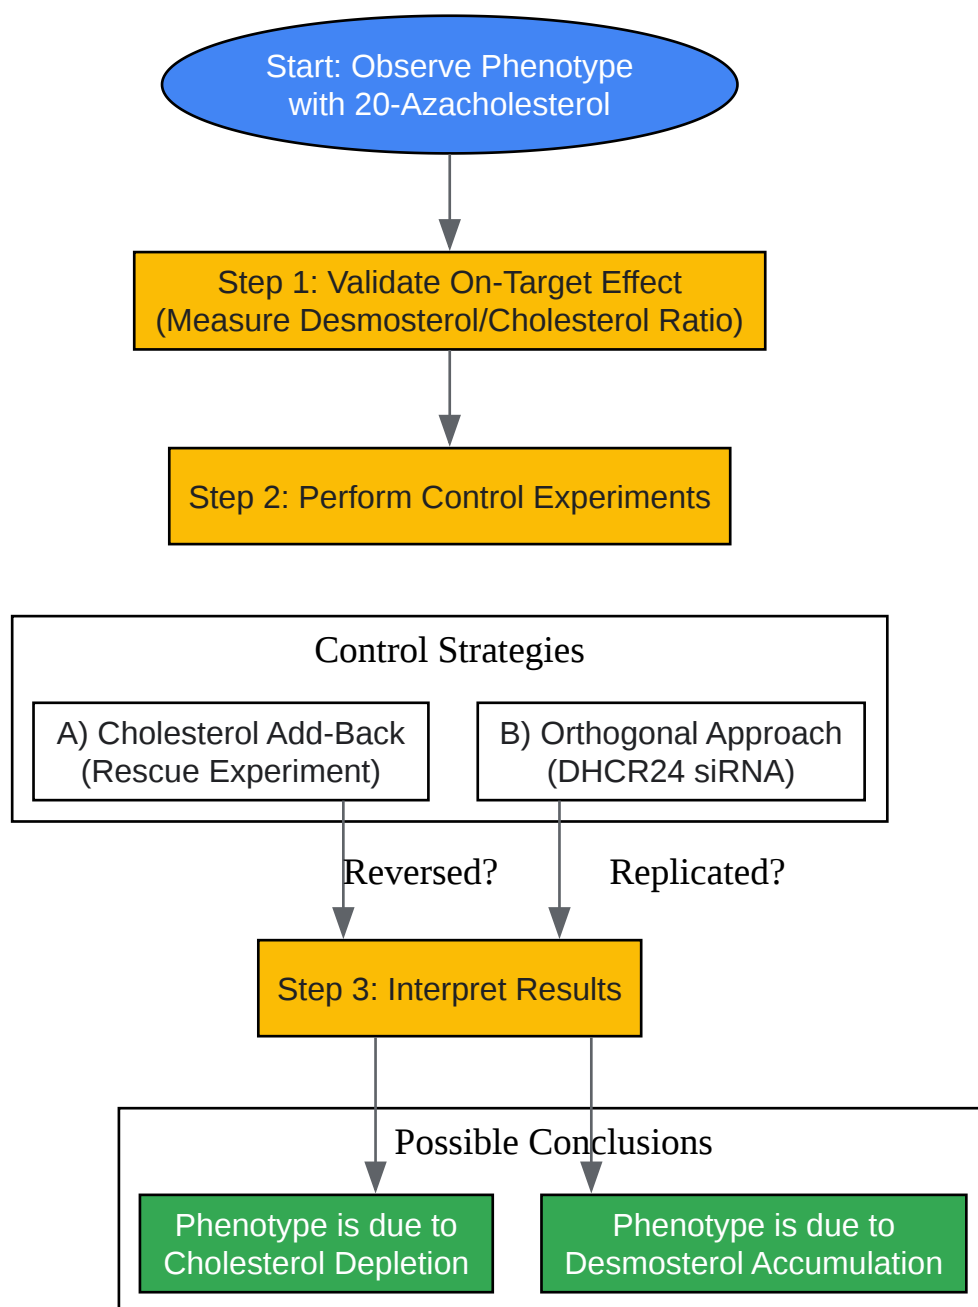 Start: Observe Phenotype
with 20-Azacholesterol
Step 1: Validate On-Target Effect
(Measure Desmosterol/Cholesterol Ratio)
Step 2: Perform Control Experiments
Control Strategies
A) Cholesterol Add-Back
(Rescue Experiment)
B) Orthogonal Approach
(DHCR24 siRNA)
Reversed?
Replicated?
Step 3: Interpret Results
Possible Conclusions
Phenotype is due to
Cholesterol Depletion
Phenotype is due to
Desmosterol Accumulation